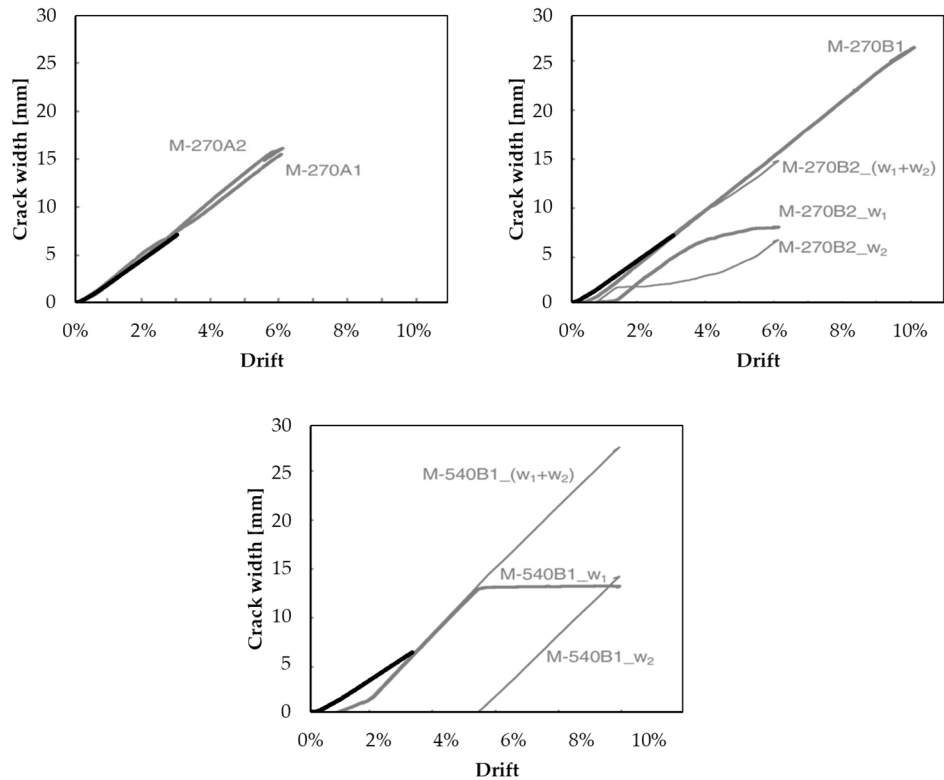 30
25
20
15
10
5
0
Crack width [mm]
M-270A2
M-270A1
0% 2% 4% 6% 8% 10%
Drift
30
25
20
15
10
5
0
Crack width [mm]
M-270B1
M-270B2_(w₁+w₂)
M-270B2_w₁
M-270B2_w₂
0% 2% 4% 6% 8% 10%
Drift
30
25
20
15
10
5
0
Crack width [mm]
M-540B1_(w₁+w₂)
M-540B1_w₁
M-540B1_w₂
0% 2% 4% 6% 8% 10%
Drift